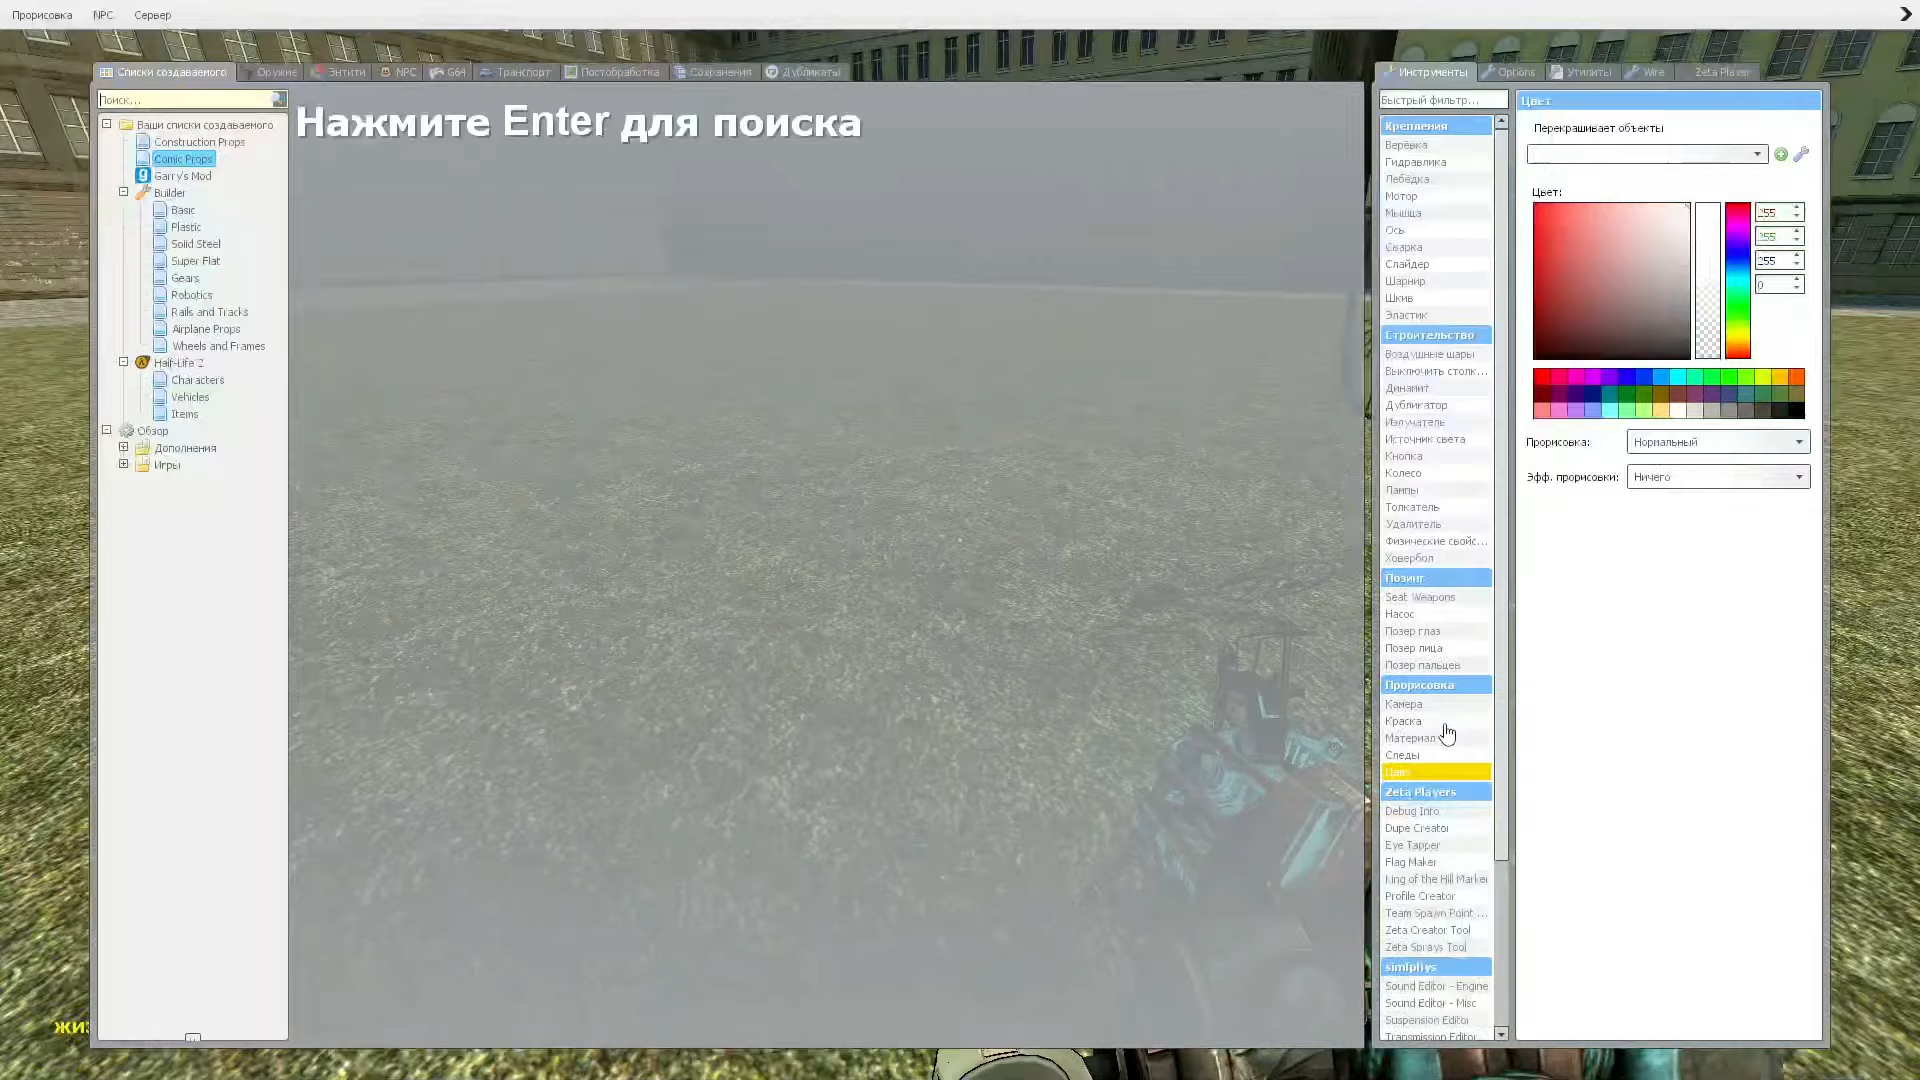 Прорисовка NPC Сервер
Списки создаваемого Оружие Энтити NPC G64 Транспорт Постобработка Сохранения Дубликаты
Инструменты Options Утилиты Wire Zeta Player
Поиск...
Нажмите Enter для поиска
Ваши списки создаваемого
Construction Props
Comic Props
Garry's Mod
Builder
Basic
Plastic
Solid Steel
Super Flat
Gears
Robotics
Rails and Tracks
Airplane Props
Wheels and Frames
Half-Life 2
Characters
Vehicles
Items
Обзор
Дополнения
Игры
Быстрый фильтр...
Крепления
Верёвка
Гидравлика
Лебёдка
Мотор
Мышца
Ось
Сварка
Слайдер
Шарнир
Шкив
Эластик
Строительство
Воздушные шары
Выключить столк...
Динамит
Дубликатор
Излучатель
Источник света
Кнопка
Колесо
Лампы
Толкатель
Удалитель
Физические свойс...
Ховербол
Позинг
Seat Weapons
Насос
Позер глаз
Позер лица
Позер пальцев
Прорисовка
Камера
Краска
Материал
Следы
Цвет
Zeta Players
Debug Info
Dupe Creator
Eye Tapper
Flag Maker
King of the Hill Marker
Profile Creator
Team Spawn Point ...
Zeta Creator Tool
Zeta Sprays Tool
simfphys
Sound Editor - Engine
Sound Editor - Misc
Suspension Editor
Transmission Editor
Цвет
Перекрашивает объекты
Цвет:
255
255
255
0
Прорисовка: Нормальный
Эфф. прорисовки: Ничего